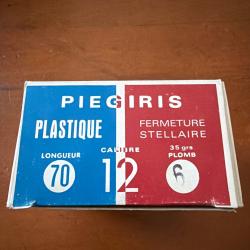 PIEGIRIS
PLASTIQUE
FERMETURE
STELLAIRE
LONGUEUR
CALIBRE
35 grs
PLOMB
70
12
6